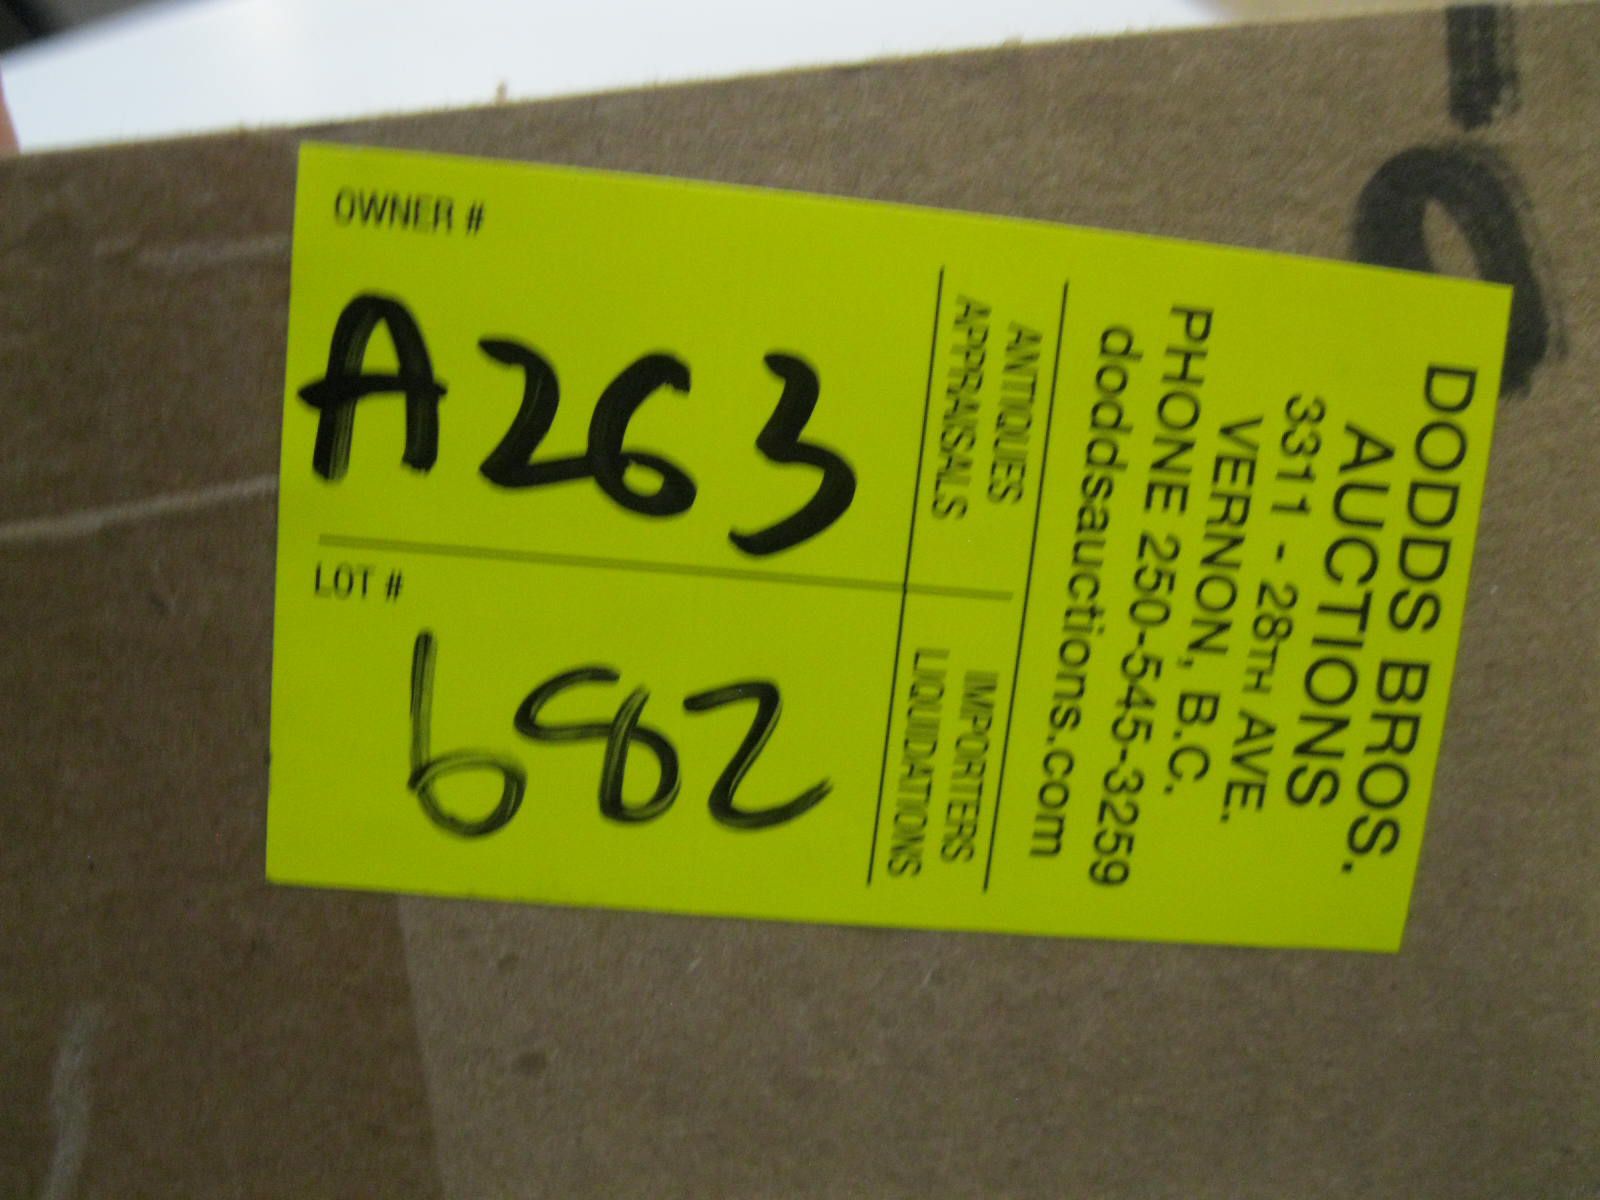 DODDS BROS.
AUCTIONS
3311 - 28TH AVE.
VERNON, B.C.
PHONE 250-545-3259
doddsauctions.com
ANTIQUES IMPORTERS
APPRAISALS LIQUIDATIONS
OWNER #
A263
LOT #
682